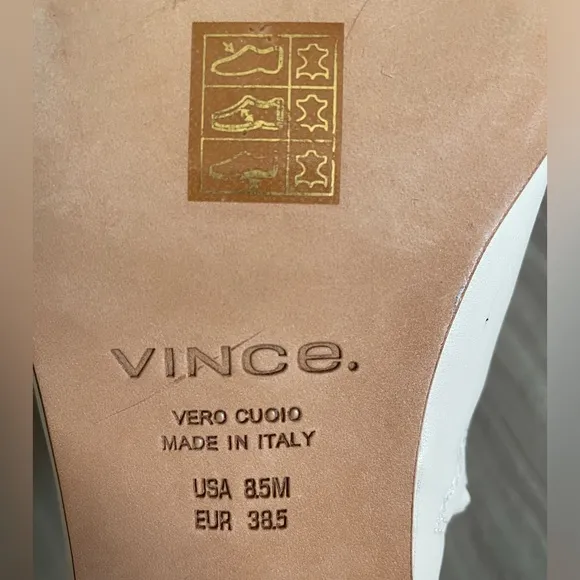 VINCE.
VERO CUOIO
MADE IN ITALY
USA 8.5M
EUR 38.5